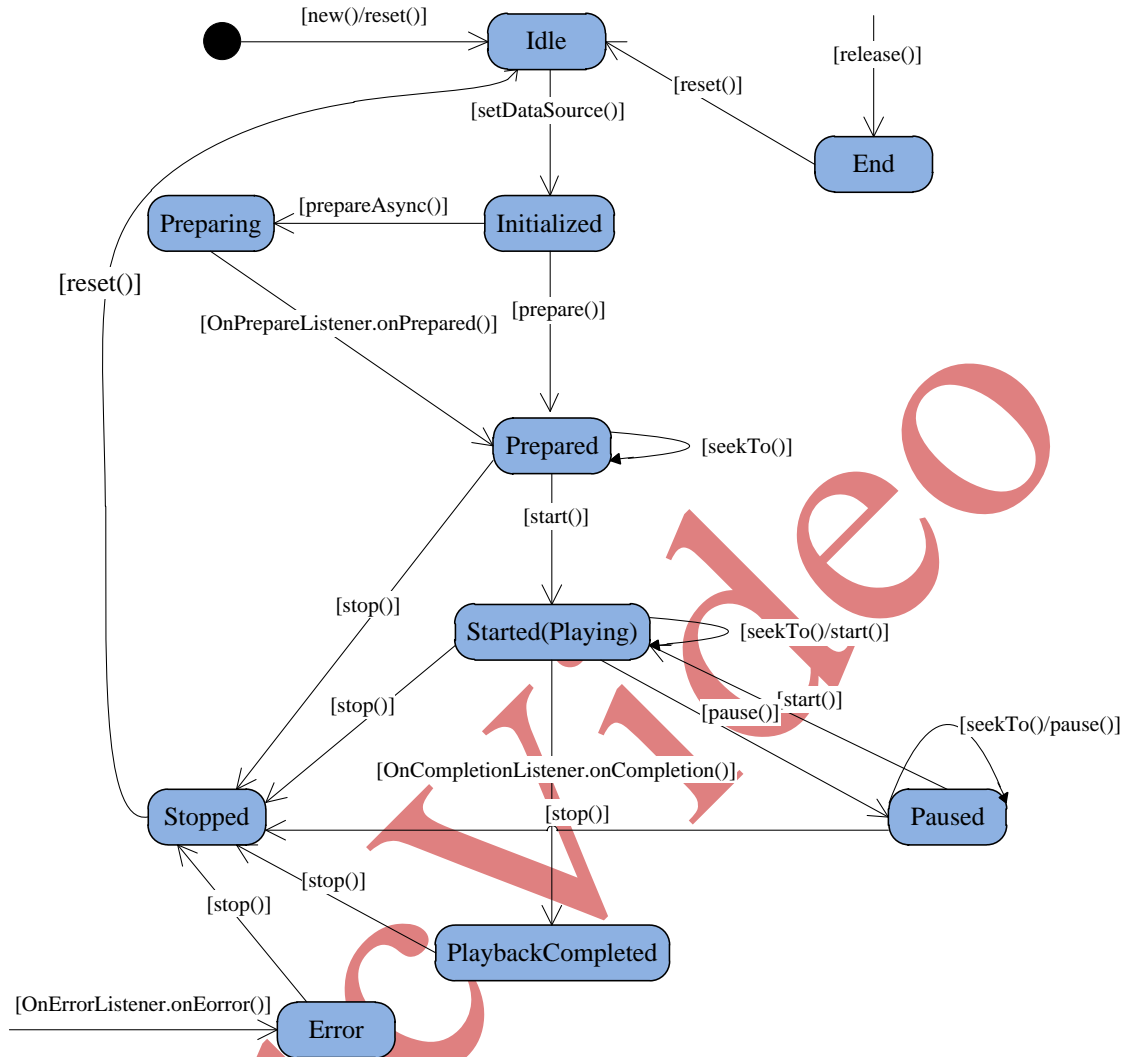 [new()/reset()]
Idle
[release()]
[reset()]
[setDataSource()]
End
[prepareAsync()]
Preparing
Initialized
[reset()]
[prepare()]
[OnPrepareListener.onPrepared()]
Prepared
[seekTo()]
[start()]
[stop()]
Started(Playing)
[seekTo()/start()]
[stop()]
[pause()]
[start()]
[seekTo()/pause()]
[OnCompletionListener.onCompletion()]
Stopped
[stop()]
Paused
[stop()]
[stop()]
PlaybackCompleted
[OnErrorListener.onEorror()]
Error
c Video